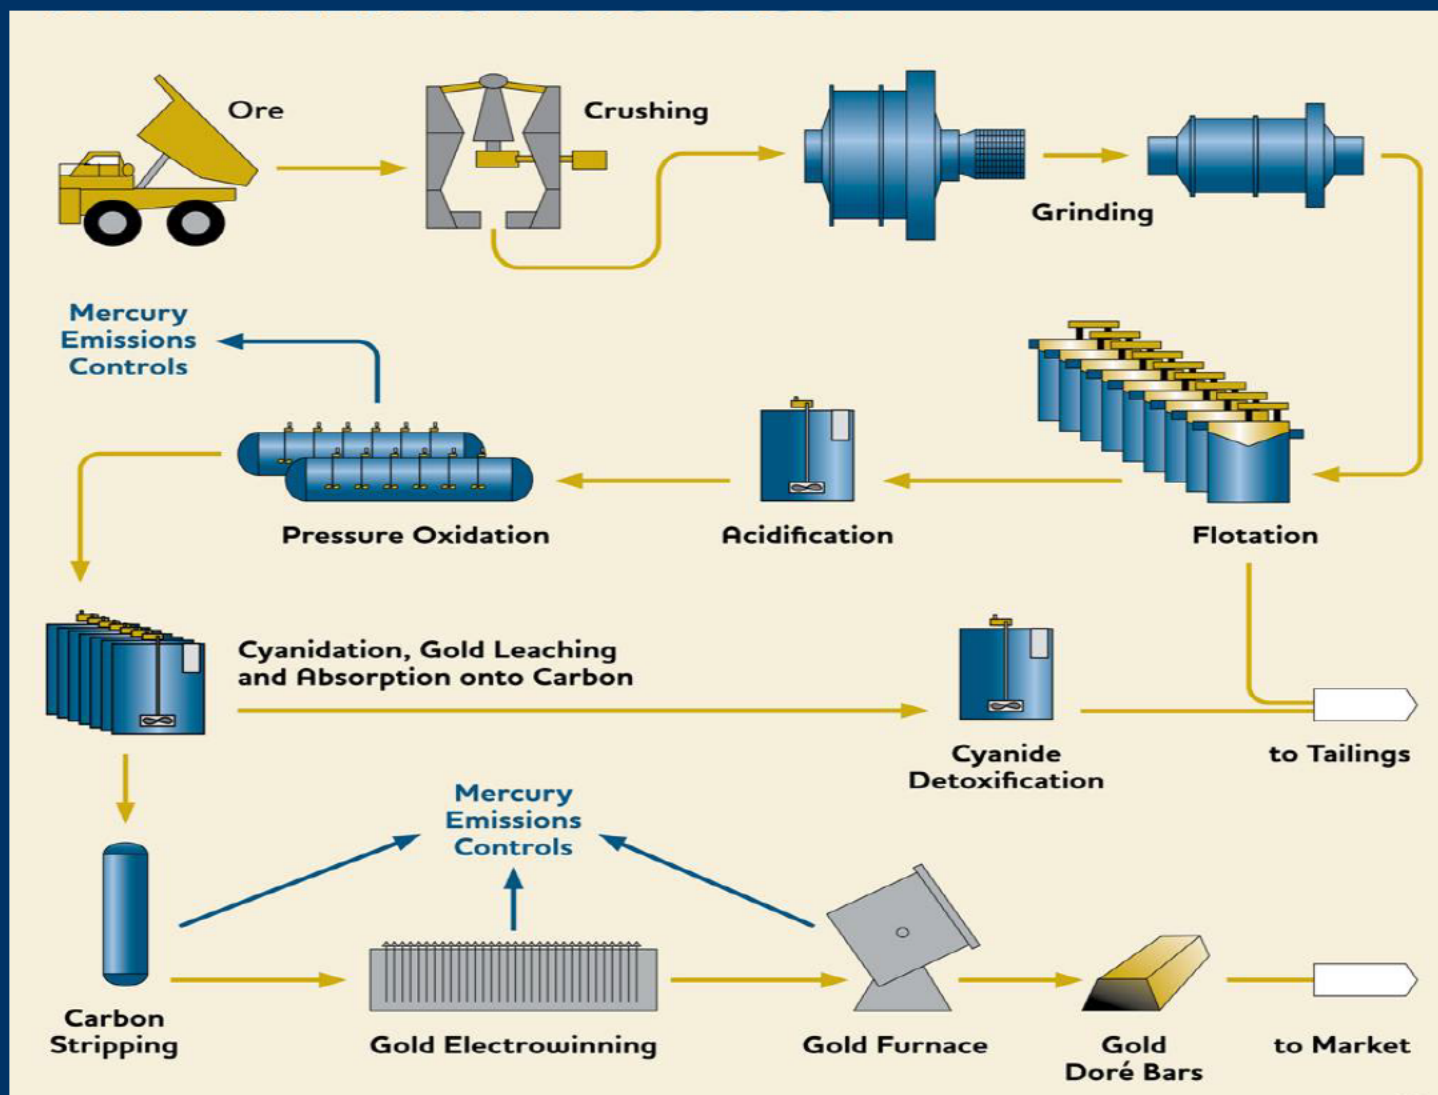 Ore
Crushing
Grinding
Mercury
Emissions
Controls
Pressure Oxidation
Acidification
Flotation
Cyanidation, Gold Leaching
and Absorption onto Carbon
Cyanide
Detoxification
to Tailings
Mercury
Emissions
Controls
Carbon
Stripping
Gold Electrowinning
Gold Furnace
Gold
Doré Bars
to Market